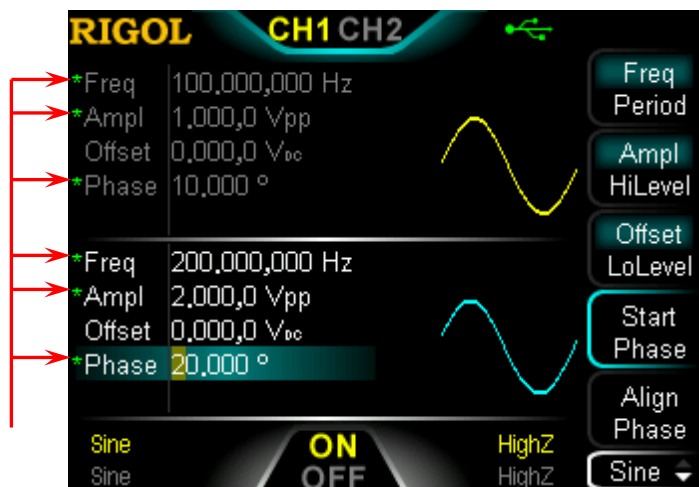 RIGOL CH1 CH2
*Freq 100.000,000 Hz
*Ampl 1.000,0 Vpp
Offset 0.000,0 VDC
*Phase 10.000 °
*Freq 200.000,000 Hz
*Ampl 2.000,0 Vpp
Offset 0.000,0 VDC
*Phase 20.000 °
Sine ON HighZ
Sine OFF HighZ
Freq
Period
Ampl
HiLevel
Offset
LoLevel
Start
Phase
Align
Phase
Sine